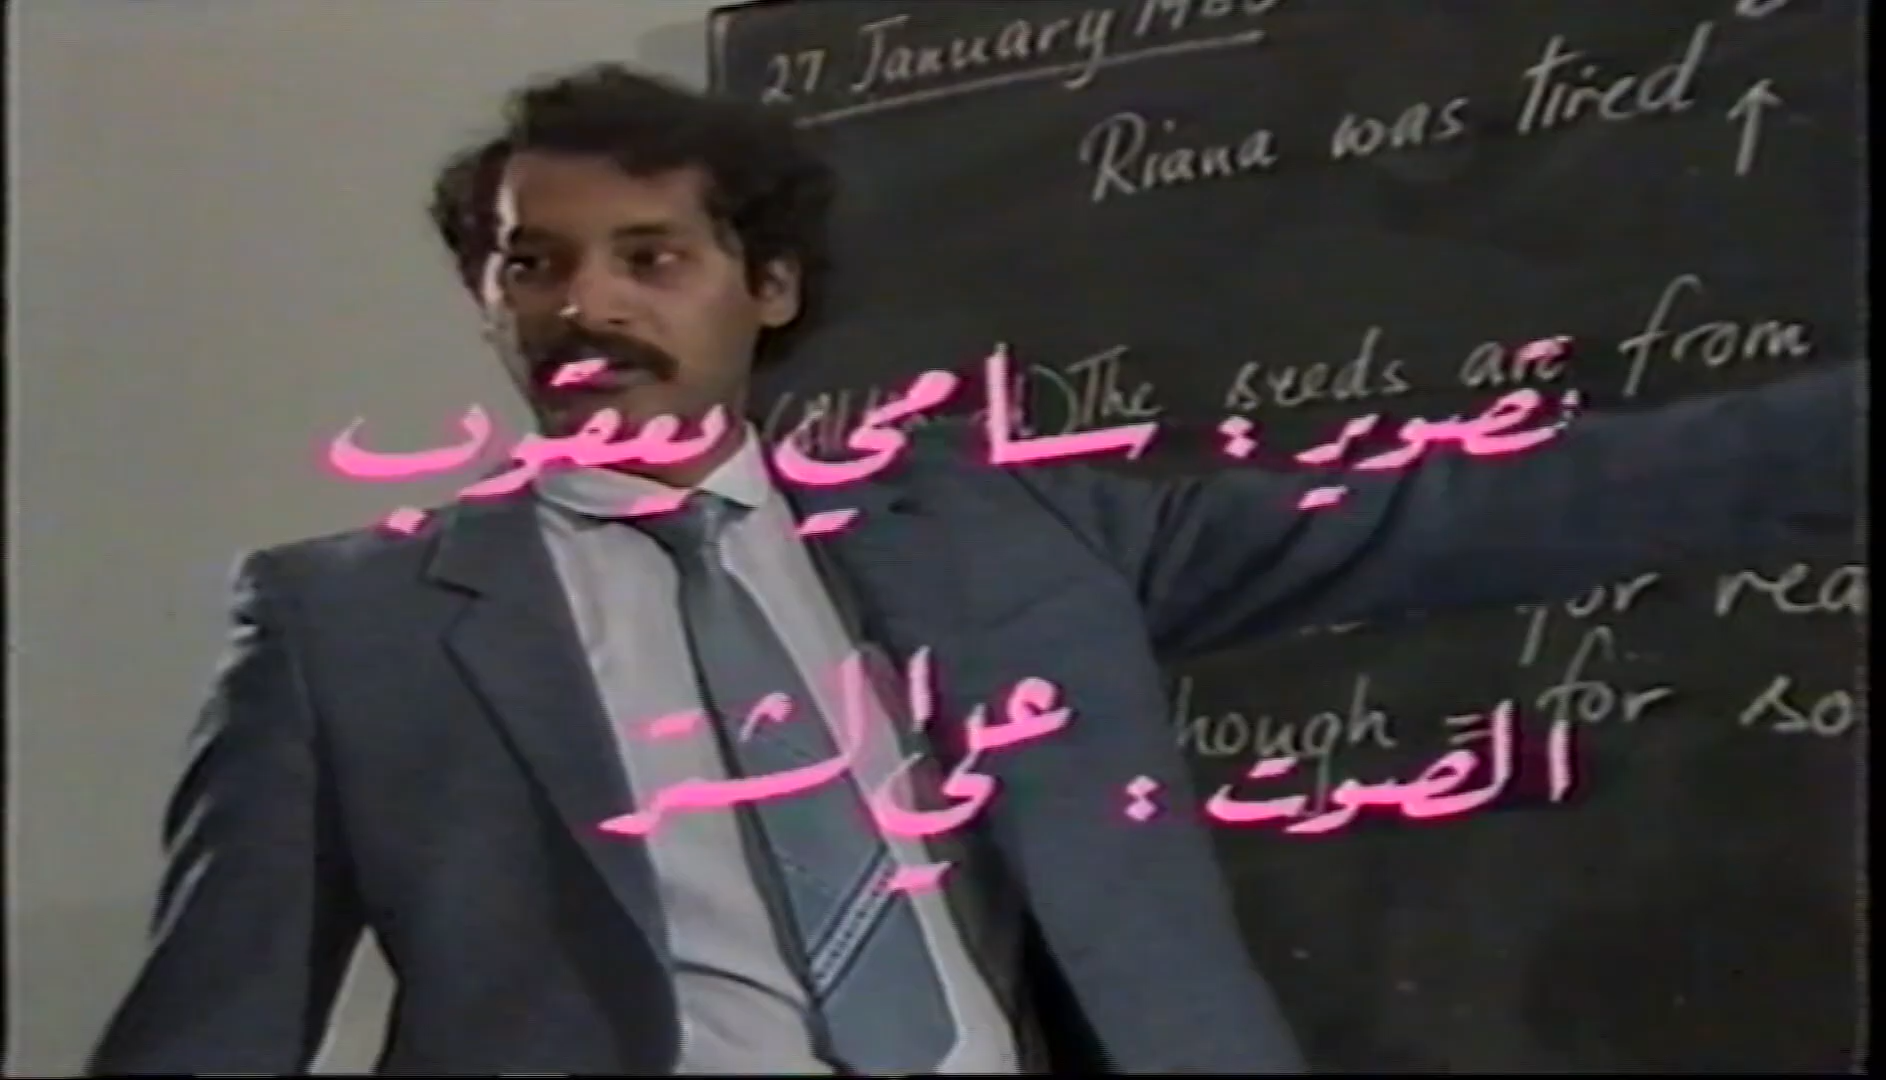 27 January
Riana was tired ↑
The seeds are from
تصوير : سامي يعقوب
for rea
though = for so
الصوت : علي الشتر